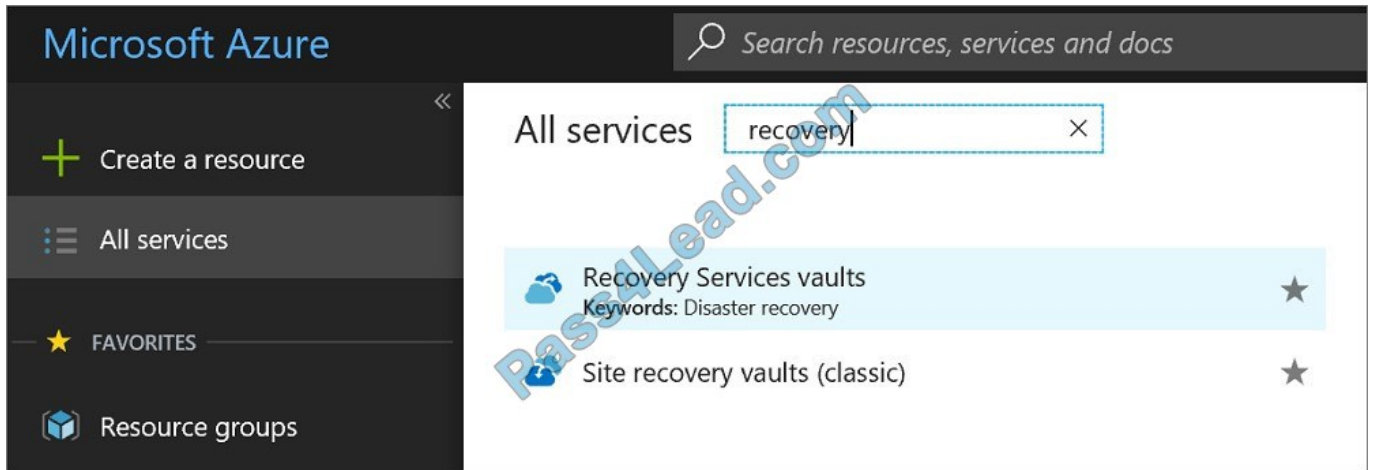 Microsoft Azure
Search resources, services and docs
«
Create a resource
All services
FAVORITES
Resource groups
All services
recovery
Recovery Services vaults
Keywords: Disaster recovery
Site recovery vaults (classic)
Pass4Lead.com